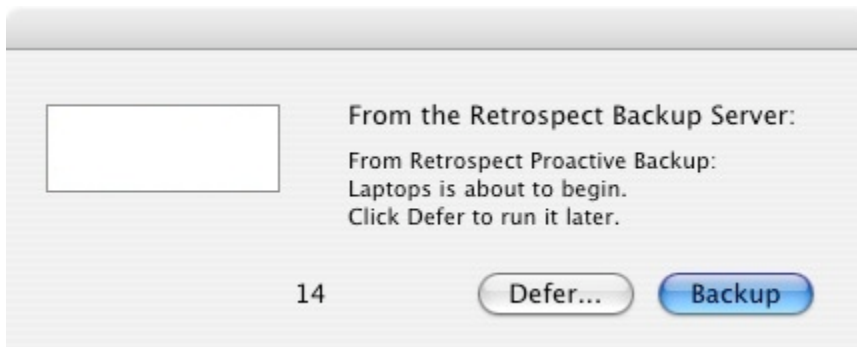 From the Retrospect Backup Server:
From Retrospect Proactive Backup:
Laptops is about to begin.
Click Defer to run it later.
14
Defer...
Backup